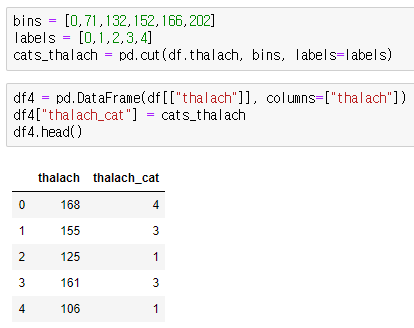 bins = [0,71,132,152,166,202]
labels = [0,1,2,3,4]
cats_thalach = pd.cut(df.thalach, bins, labels=labels)
df4 = pd.DataFrame(df[["thalach"]], columns=["thalach"])
df4["thalach_cat"] = cats_thalach
df4.head()
thalach thalach_cat
0 168 4
1 155 3
2 125 1
3 161 3
4 106 1